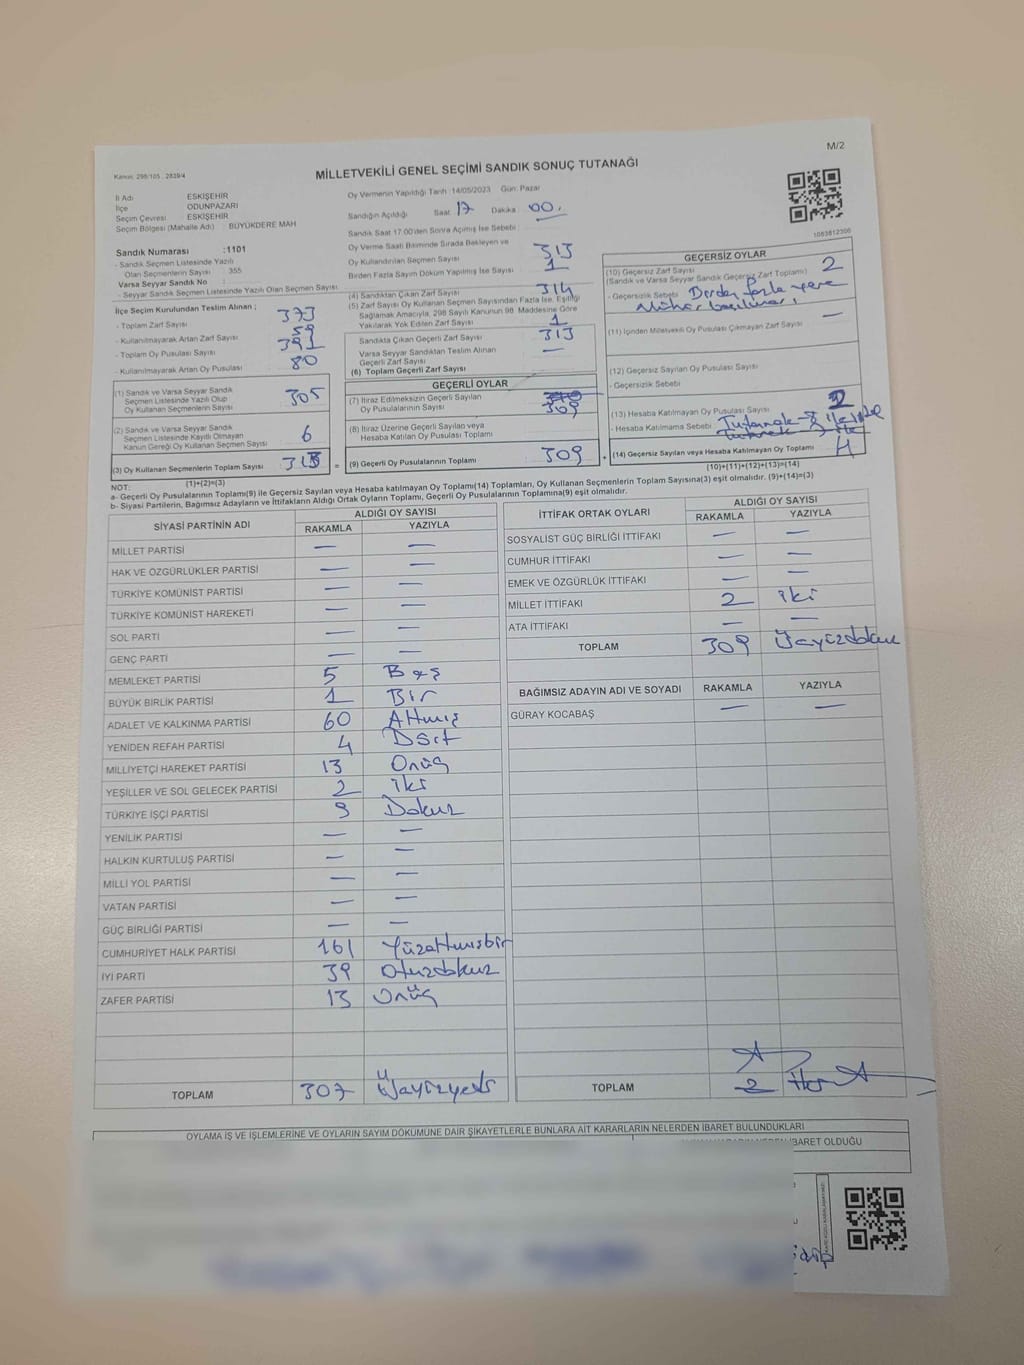 M/2
Kanun: 298/105 , 2839/4
MİLLETVEKİLİ GENEL SEÇİMİ SANDIK SONUÇ TUTANAĞI
İl Adı : ESKİŞEHİR
İlçe : ODUNPAZARI
Seçim Çevresi : ESKİŞEHİR
Seçim Bölgesi (Mahalle Adı) : BÜYÜKDERE MAH
Sandık Numarası :1101
- Sandık Seçmen Listesinde Yazılı
Olan Seçmenlerin Sayısı : 355
Varsa Seyyar Sandık No :
- Seyyar Sandık Seçmen Listesinde Yazılı Olan Seçmen Sayısı:
İlçe Seçim Kurulundan Teslim Alınan ;
- Toplam Zarf Sayısı 373
- Kullanılmayarak Artan Zarf Sayısı 59
- Toplam Oy Pusulası Sayısı 391
- Kullanılmayarak Artan Oy Pusulası 80
(1) Sandık ve Varsa Seyyar Sandık
Seçmen Listesinde Yazılı Olup
Oy Kullanan Seçmenlerin Sayısı 305
(2) Sandık ve Varsa Seyyar Sandık
Seçmen Listesinde Kayıtlı Olmayan
Kanun Gereği Oy Kullanan Seçmen Sayısı 6
(3) Oy Kullanan Seçmenlerin Toplam Sayısı 313 =
(1)+(2)=(3)
Oy Vermenin Yapıldığı Tarih :14/05/2023 Gün: Pazar
Sandığın Açıldığı Saat 17 Dakika 00.
Sandık Saat 17:00'den Sonra Açılmış İse Sebebi :
Oy Verme Saati Bitiminde Sırada Bekleyen ve
Oy Kullandırılan Seçmen Sayısı 313
Birden Fazla Sayım Döküm Yapılmış İse Sayısı 1
(4) Sandıktan Çıkan Zarf Sayısı 314
(5) Zarf Sayısı Oy Kullanan Seçmen Sayısından Fazla İse, Eşitliği
Sağlamak Amacıyla, 298 Sayılı Kanunun 98. Maddesine Göre
Yakılarak Yok Edilen Zarf Sayısı 1
Sandıkta Çıkan Geçerli Zarf Sayısı 313
Varsa Seyyar Sandıktan Teslim Alınan
Geçerli Zarf Sayısı —
(6) Toplam Geçerli Zarf Sayısı
GEÇERLİ OYLAR
(7) İtiraz Edilmeksizin Geçerli Sayılan
Oy Pusulalarının Sayısı 309
(8) İtiraz Üzerine Geçerli Sayılan veya
Hesaba Katılan Oy Pusulası Toplamı
(9) Geçerli Oy Pusulalarının Toplamı 309 +
1083812300
GEÇERSİZ OYLAR
(10) Geçersiz Zarf Sayısı
(Sandık ve Varsa Seyyar Sandık Geçersiz Zarf Toplamı) 2
- Geçersizlik Sebebi Birden fazla yere
Mühür basılması
(11) İçinden Milletvekili Oy Pusulası Çıkmayan Zarf Sayısı —
(12) Geçersiz Sayılan Oy Pusulası Sayısı
- Geçersizlik Sebebi
(13) Hesaba Katılmayan Oy Pusulası Sayısı 2
- Hesaba Katılmama Sebebi Tutanak-8 ile
(14) Geçersiz Sayılan veya Hesaba Katılmayan Oy Toplamı 4
(10)+(11)+(12)+(13)=(14)
NOT:
a- Geçerli Oy Pusulalarının Toplamı(9) ile Geçersiz Sayılan veya Hesaba Katılmayan Oy Toplamı(14) Toplamları, Oy Kullanan Seçmenlerin Toplam Sayısına(3) eşit olmalıdır. (9)+(14)=(3)
b- Siyasi Partilerin, Bağımsız Adayların ve İttifakların Aldığı Ortak Oyların Toplamı, Geçerli Oy Pusulalarının Toplamına(9) eşit olmalıdır.
SİYASİ PARTİNİN ADI ALDIĞI OY SAYISI
RAKAMLA YAZIYLA
MİLLET PARTİSİ — —
HAK VE ÖZGÜRLÜKLER PARTİSİ — —
TÜRKİYE KOMÜNİST PARTİSİ — —
TÜRKİYE KOMÜNİST HAREKETİ — —
SOL PARTİ — —
GENÇ PARTİ — —
MEMLEKET PARTİSİ 5 Beş
BÜYÜK BİRLİK PARTİSİ 1 Bir
ADALET VE KALKINMA PARTİSİ 60 Altmış
YENİDEN REFAH PARTİSİ 4 Dört
MİLLİYETÇİ HAREKET PARTİSİ 13 Onüç
YEŞİLLER VE SOL GELECEK PARTİSİ 2 iki
TÜRKİYE İŞÇİ PARTİSİ 9 Dokuz
YENİLİK PARTİSİ — —
HALKIN KURTULUŞ PARTİSİ — —
MİLLİ YOL PARTİSİ — —
VATAN PARTİSİ — —
GÜÇ BİRLİĞİ PARTİSİ — —
CUMHURİYET HALK PARTİSİ 161 Yüzaltmışbir
İYİ PARTİ 39 Otuzdokuz
ZAFER PARTİSİ 13 Onüç
TOPLAM 307 Üçyüzyedi
İTTİFAK ORTAK OYLARI ALDIĞI OY SAYISI
RAKAMLA YAZIYLA
SOSYALİST GÜÇ BİRLİĞİ İTTİFAKI — —
CUMHUR İTTİFAKI — —
EMEK VE ÖZGÜRLÜK İTTİFAKI — —
MİLLET İTTİFAKI 2 iki
ATA İTTİFAKI — —
TOPLAM 309 Üçyüzdokuz
BAĞIMSIZ ADAYIN ADI VE SOYADI RAKAMLA YAZIYLA
GÜRAY KOCABAŞ — —
TOPLAM 2
OYLAMA İŞ VE İŞLEMLERİNE VE OYLARIN SAYIM DÖKÜMÜNE DAİR ŞİKAYETLERLE BUNLARA AİT KARARLARIN NELERDEN İBARET BULUNDUKLARI
İBARET OLDUĞU